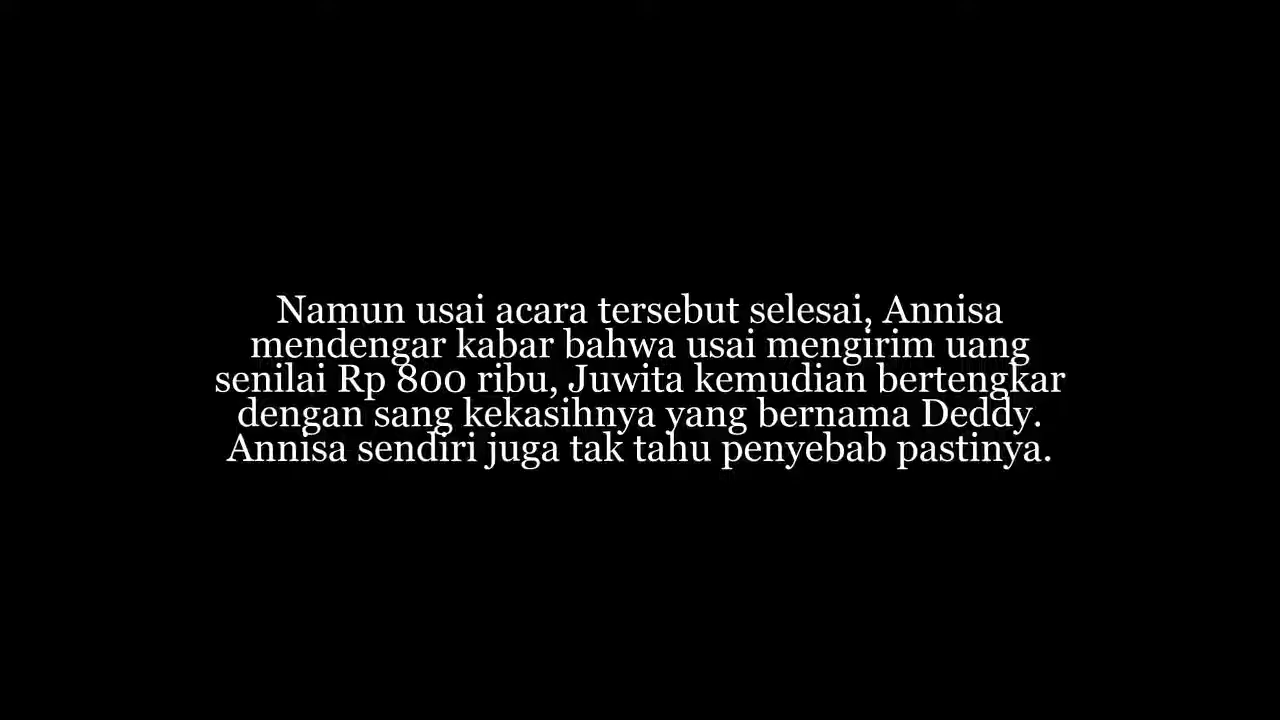 Namun usai acara tersebut selesai, Annisa
mendengar kabar bahwa usai mengirim uang
senilai Rp 800 ribu, Juwita kemudian bertengkar
dengan sang kekasihnya yang bernama Deddy.
Annisa sendiri juga tak tahu penyebab pastinya.